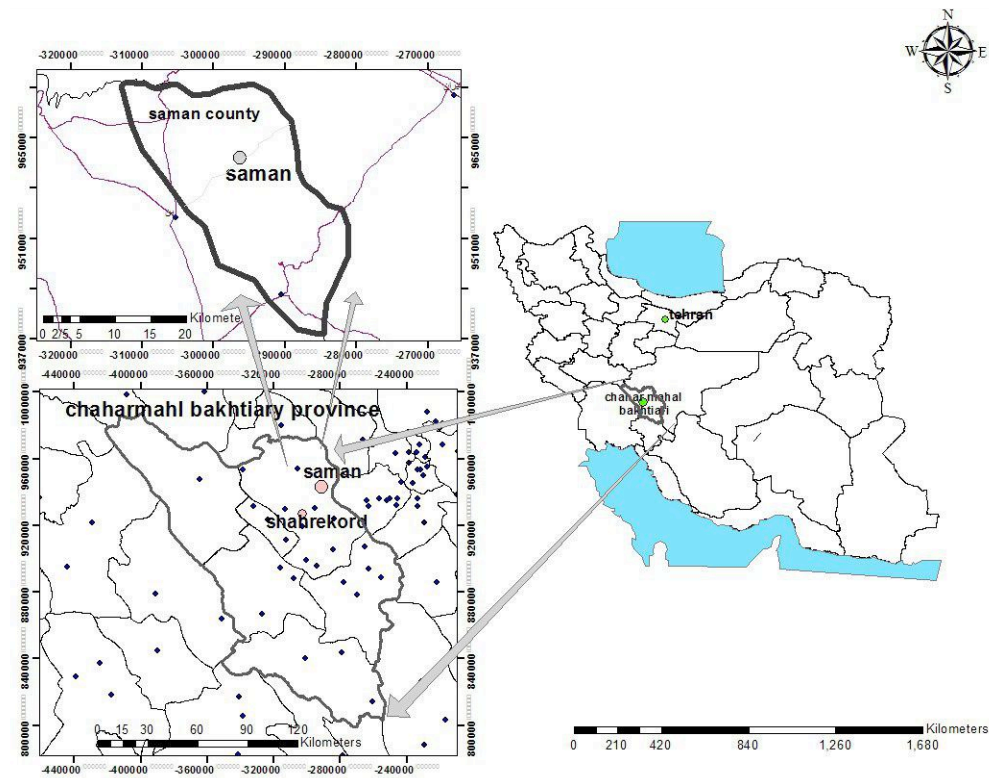 N
W E
S
-320000 -310000 -300000 -290000 -280000 -270000
saman county
saman
965000
951000
937000
965000
951000
937000
Kilometers
0 2.5 5 10 15 20
-320000 -310000 -300000 -290000 -280000 -270000
-440000 -400000 -360000 -320000 -280000 -240000
chaharmahl bakhtiary province
saman
shahrekord
1000000
960000
920000
880000
840000
800000
1000000
960000
920000
880000
840000
800000
0 15 30 60 90 120
Kilometers
-440000 -400000 -360000 -320000 -280000 -240000
tehran
chaharmahal
bakhtiari
Kilometers
0 210 420 840 1,260 1,680